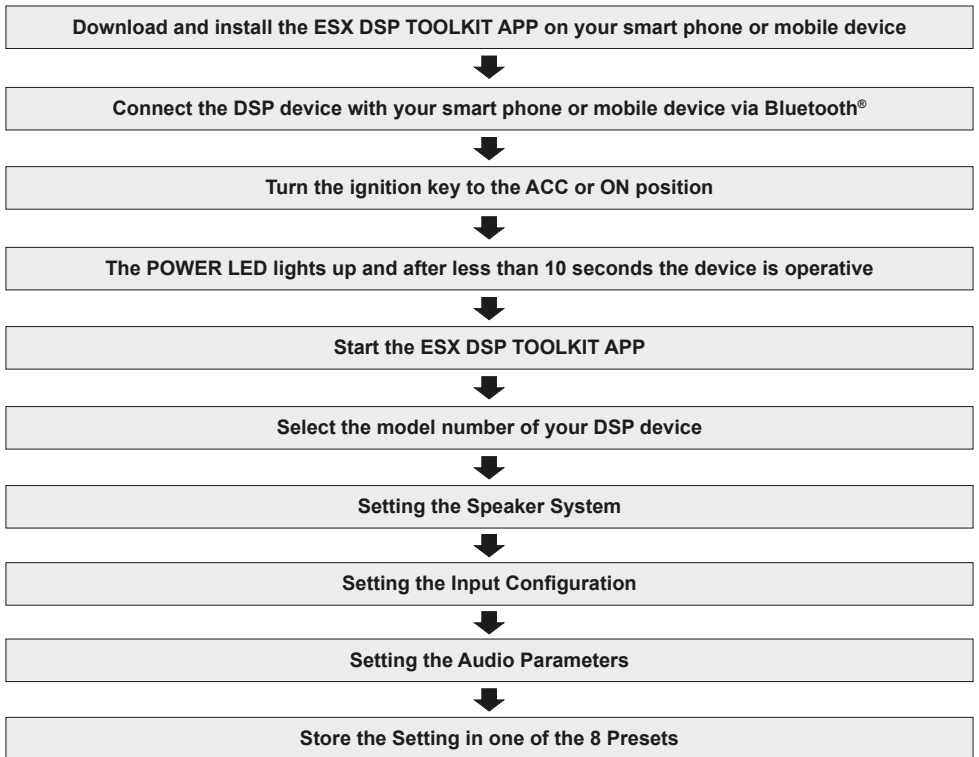 Download and install the ESX DSP TOOLKIT APP on your smart phone or mobile device
Connect the DSP device with your smart phone or mobile device via Bluetooth®
Turn the ignition key to the ACC or ON position
The POWER LED lights up and after less than 10 seconds the device is operative
Start the ESX DSP TOOLKIT APP
Select the model number of your DSP device
Setting the Speaker System
Setting the Input Configuration
Setting the Audio Parameters
Store the Setting in one of the 8 Presets